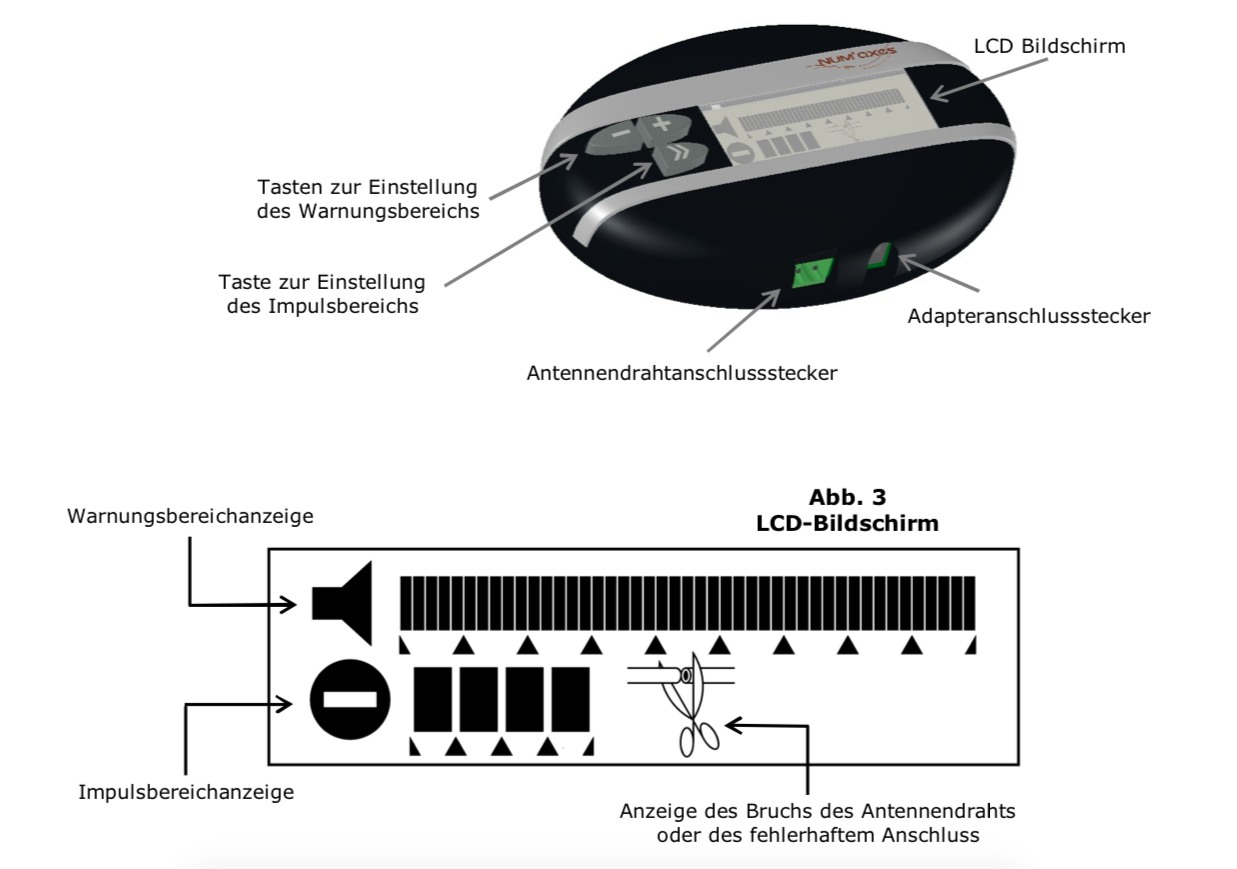 NUM'axes
LCD Bildschirm
Tasten zur Einstellung
des Warnungsbereichs
Taste zur Einstellung
des Impulsbereichs
Adapteranschlussstecker
Antennendrahtanschlussstecker
Abb. 3
LCD-Bildschirm
Warnungsbereichanzeige
Impulsbereichanzeige
Anzeige des Bruchs des Antennendrahts
oder des fehlerhaftem Anschluss